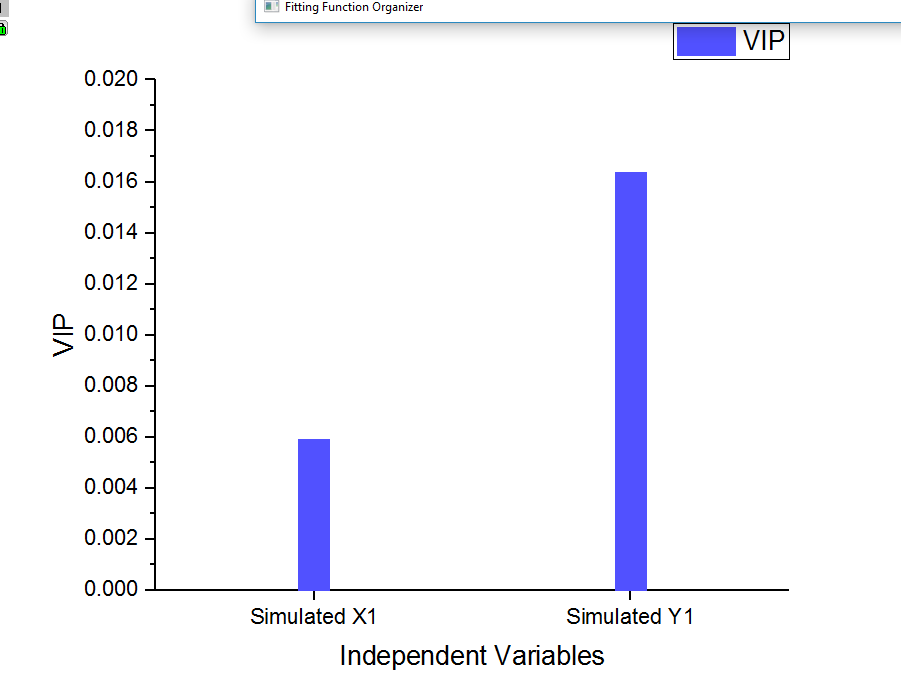 Fitting Function Organizer
VIP
0.020
0.018
0.016
0.014
0.012
0.010
0.008
0.006
0.004
0.002
0.000
VIP
Simulated X1
Simulated Y1
Independent Variables